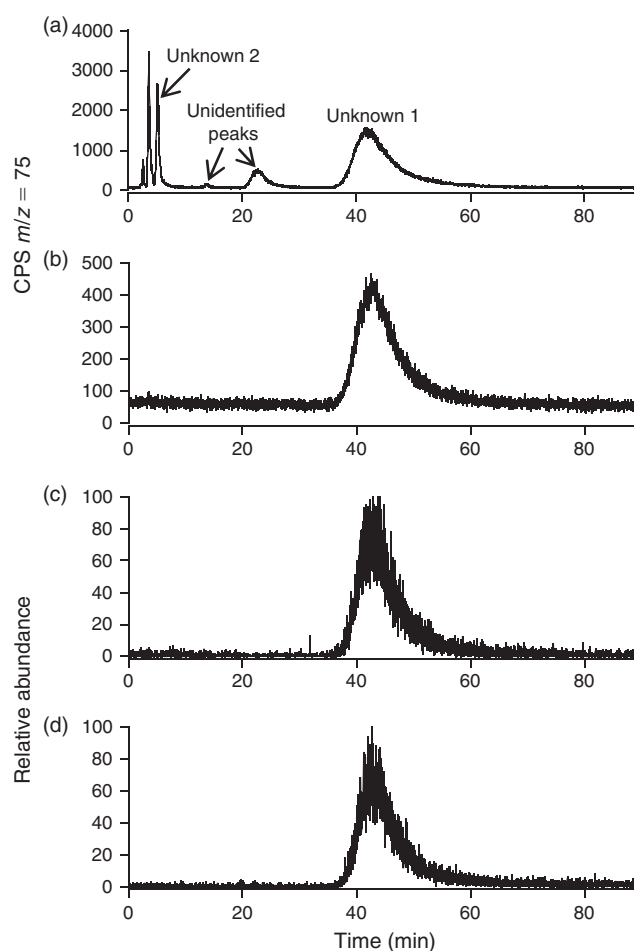 (a)
4000
3000
2000
1000
0
Unknown 2
Unidentified
peaks
Unknown 1
0 20 40 60 80
(b)
500
400
300
200
100
0
0 20 40 60 80
CPS m/z = 75
(c)
100
80
60
40
20
0
0 20 40 60 80
(d)
100
80
60
40
20
0
0 20 40 60 80
Relative abundance
Time (min)